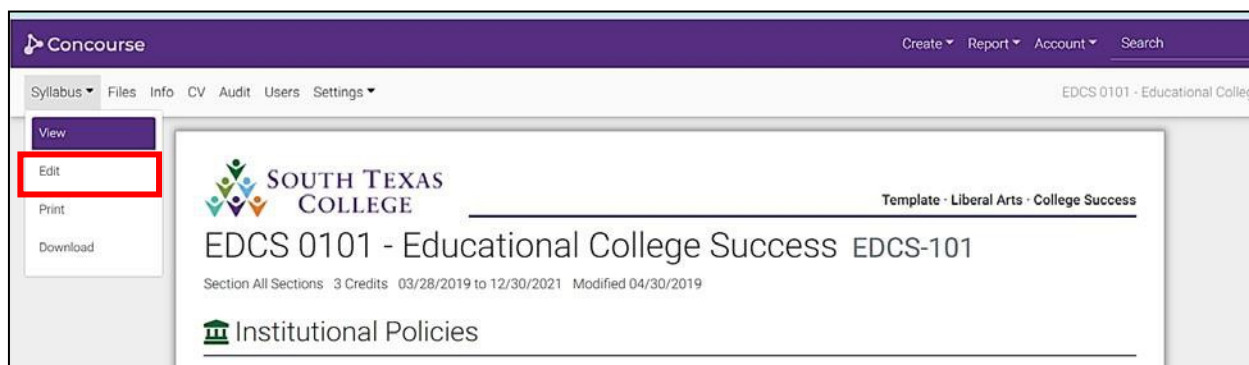 Concourse
Create Report Account Search
Syllabus Files Info CV Audit Users Settings
EDCS 0101 - Educational Colleg
View
Edit
Print
Download
SOUTH TEXAS
COLLEGE
Template · Liberal Arts · College Success
EDCS 0101 - Educational College Success EDCS-101
Section All Sections 3 Credits 03/28/2019 to 12/30/2021 Modified 04/30/2019
Institutional Policies